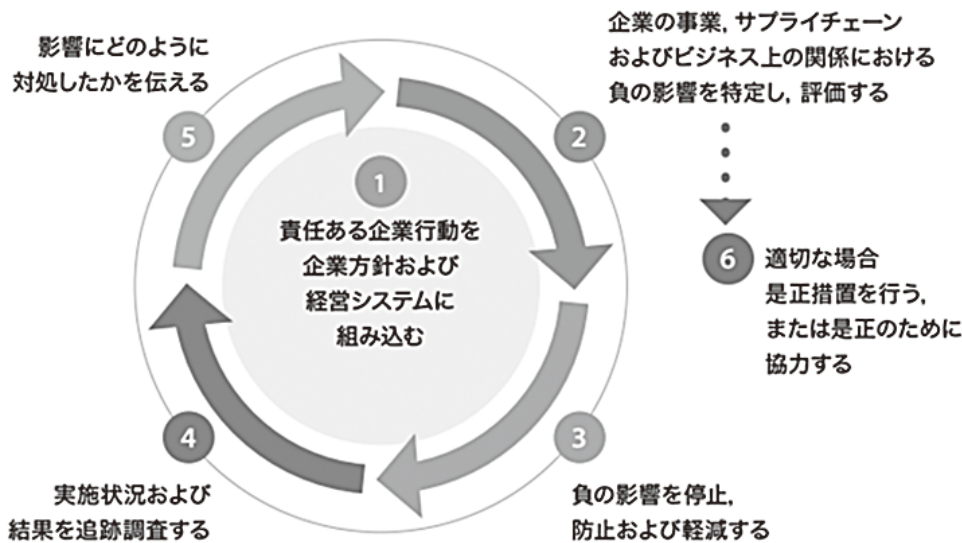 1
責任ある企業行動を
企業方針および
経営システムに
組み込む
2
企業の事業，サプライチェーン
およびビジネス上の関係における
負の影響を特定し，評価する
3
負の影響を停止，
防止および軽減する
4
実施状況および
結果を追跡調査する
5
影響にどのように
対処したかを伝える
6
適切な場合
是正措置を行う，
または是正のために
協力する